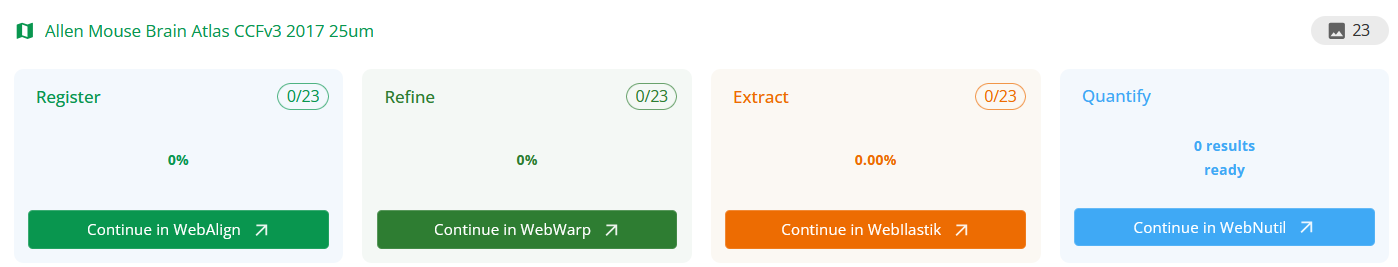 Allen Mouse Brain Atlas CCFv3 2017 25um
23
Register
0/23
0%
Continue in WebAlign
Refine
0/23
0%
Continue in WebWarp
Extract
0/23
0.00%
Continue in WebIlastik
Quantify
0 results
ready
Continue in WebNutil